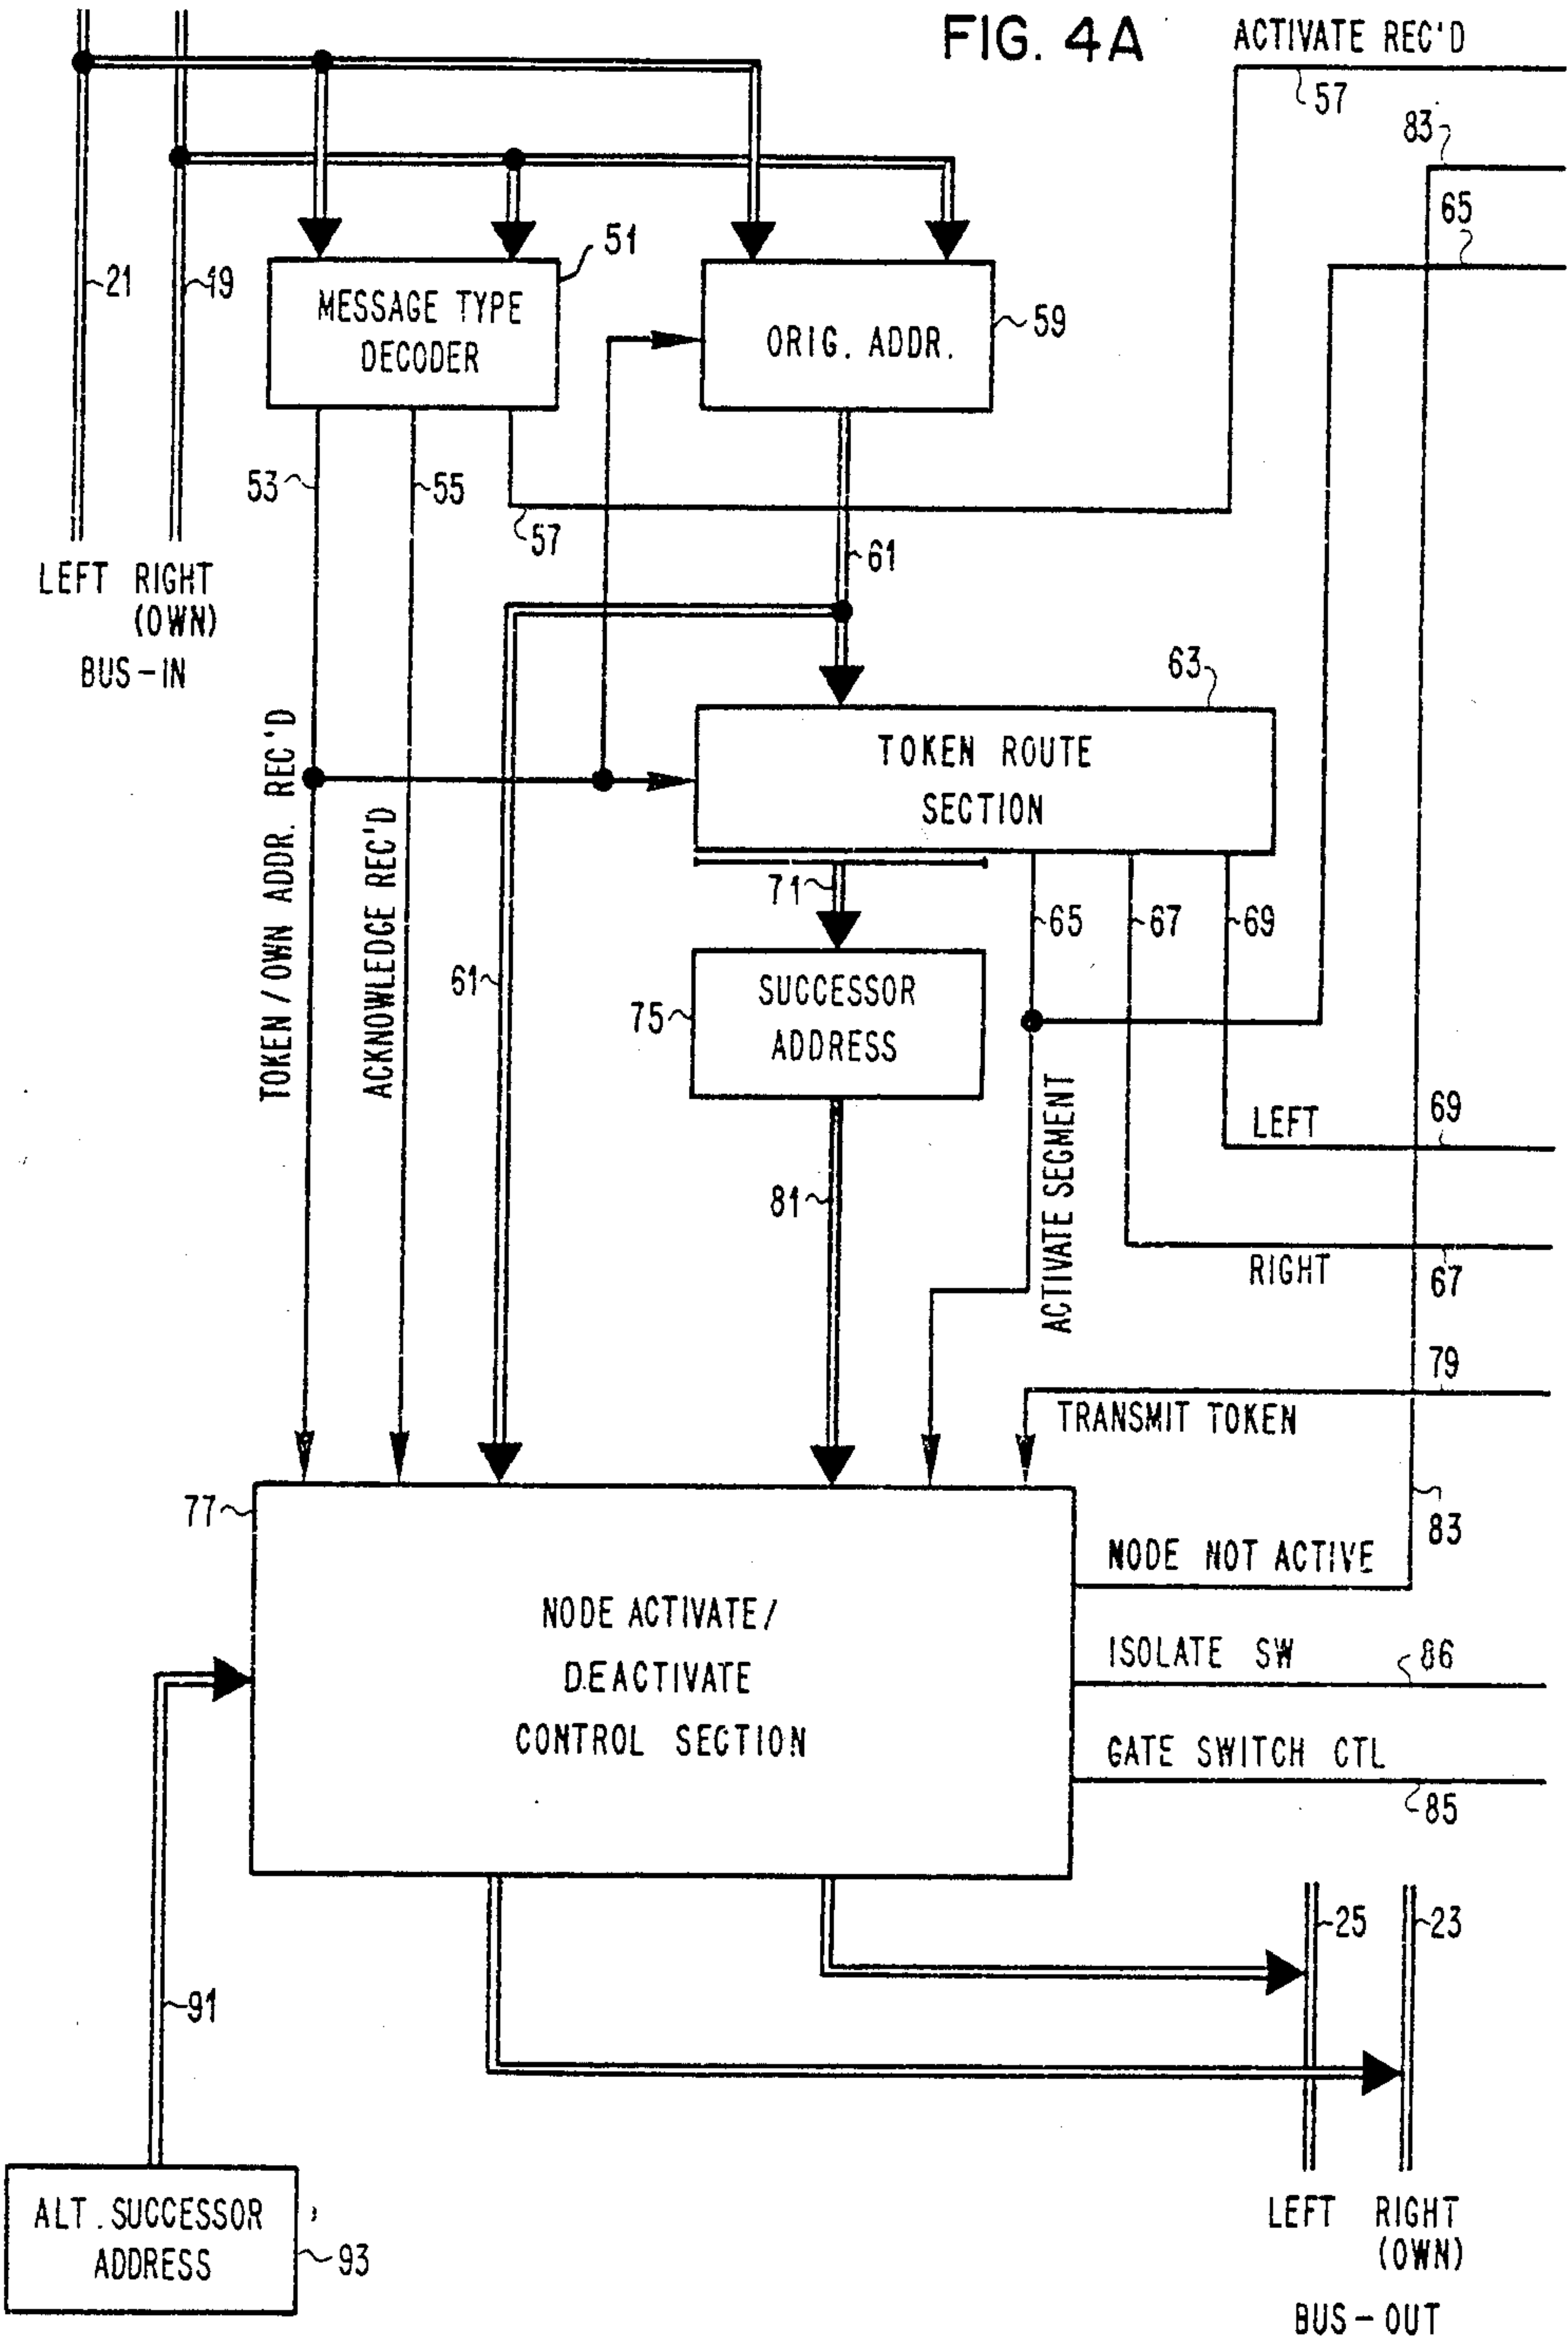 FIG. 4A
ACTIVATE REC'D
57
83
65
51
21
19
MESSAGE TYPE
DECODER
ORIG. ADDR.
59
53
55
57
61
LEFT RIGHT
(OWN)
BUS-IN
63
TOKEN ROUTE
SECTION
TOKEN / OWN ADDR. REC'D
ACKNOWLEDGE REC'D
71
65
67
69
61
75
SUCCESSOR
ADDRESS
ACTIVATE SEGMENT
LEFT
69
81
RIGHT
67
79
TRANSMIT TOKEN
77
83
NODE NOT ACTIVE
NODE ACTIVATE/
DEACTIVATE
CONTROL SECTION
ISOLATE SW
86
GATE SWITCH CTL
85
25
23
91
ALT. SUCCESSOR
ADDRESS
93
LEFT RIGHT
(OWN)
BUS-OUT